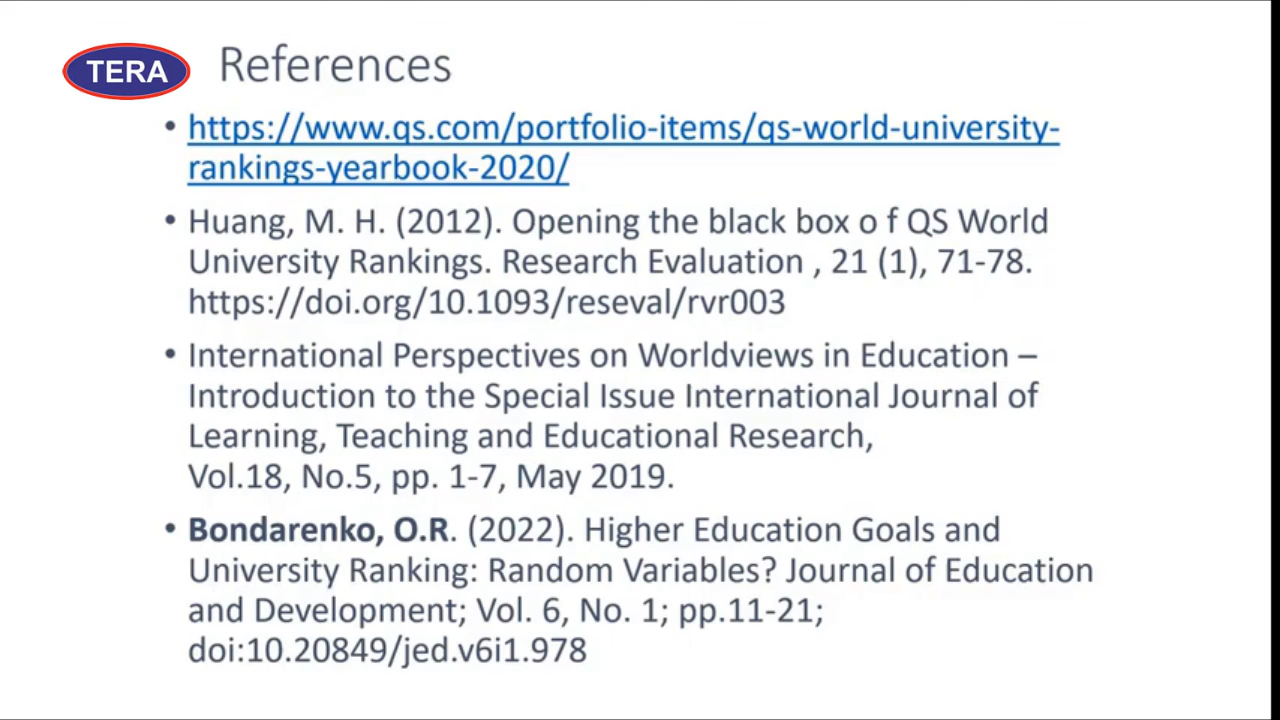 TERA
References
• https://www.qs.com/portfolio-items/qs-world-university-
rankings-yearbook-2020/
• Huang, M. H. (2012). Opening the black box o f QS World
University Rankings. Research Evaluation , 21 (1), 71-78.
https://doi.org/10.1093/reseval/rvr003
• International Perspectives on Worldviews in Education –
Introduction to the Special Issue International Journal of
Learning, Teaching and Educational Research,
Vol.18, No.5, pp. 1-7, May 2019.
• Bondarenko, O.R. (2022). Higher Education Goals and
University Ranking: Random Variables? Journal of Education
and Development; Vol. 6, No. 1; pp.11-21;
doi:10.20849/jed.v6i1.978